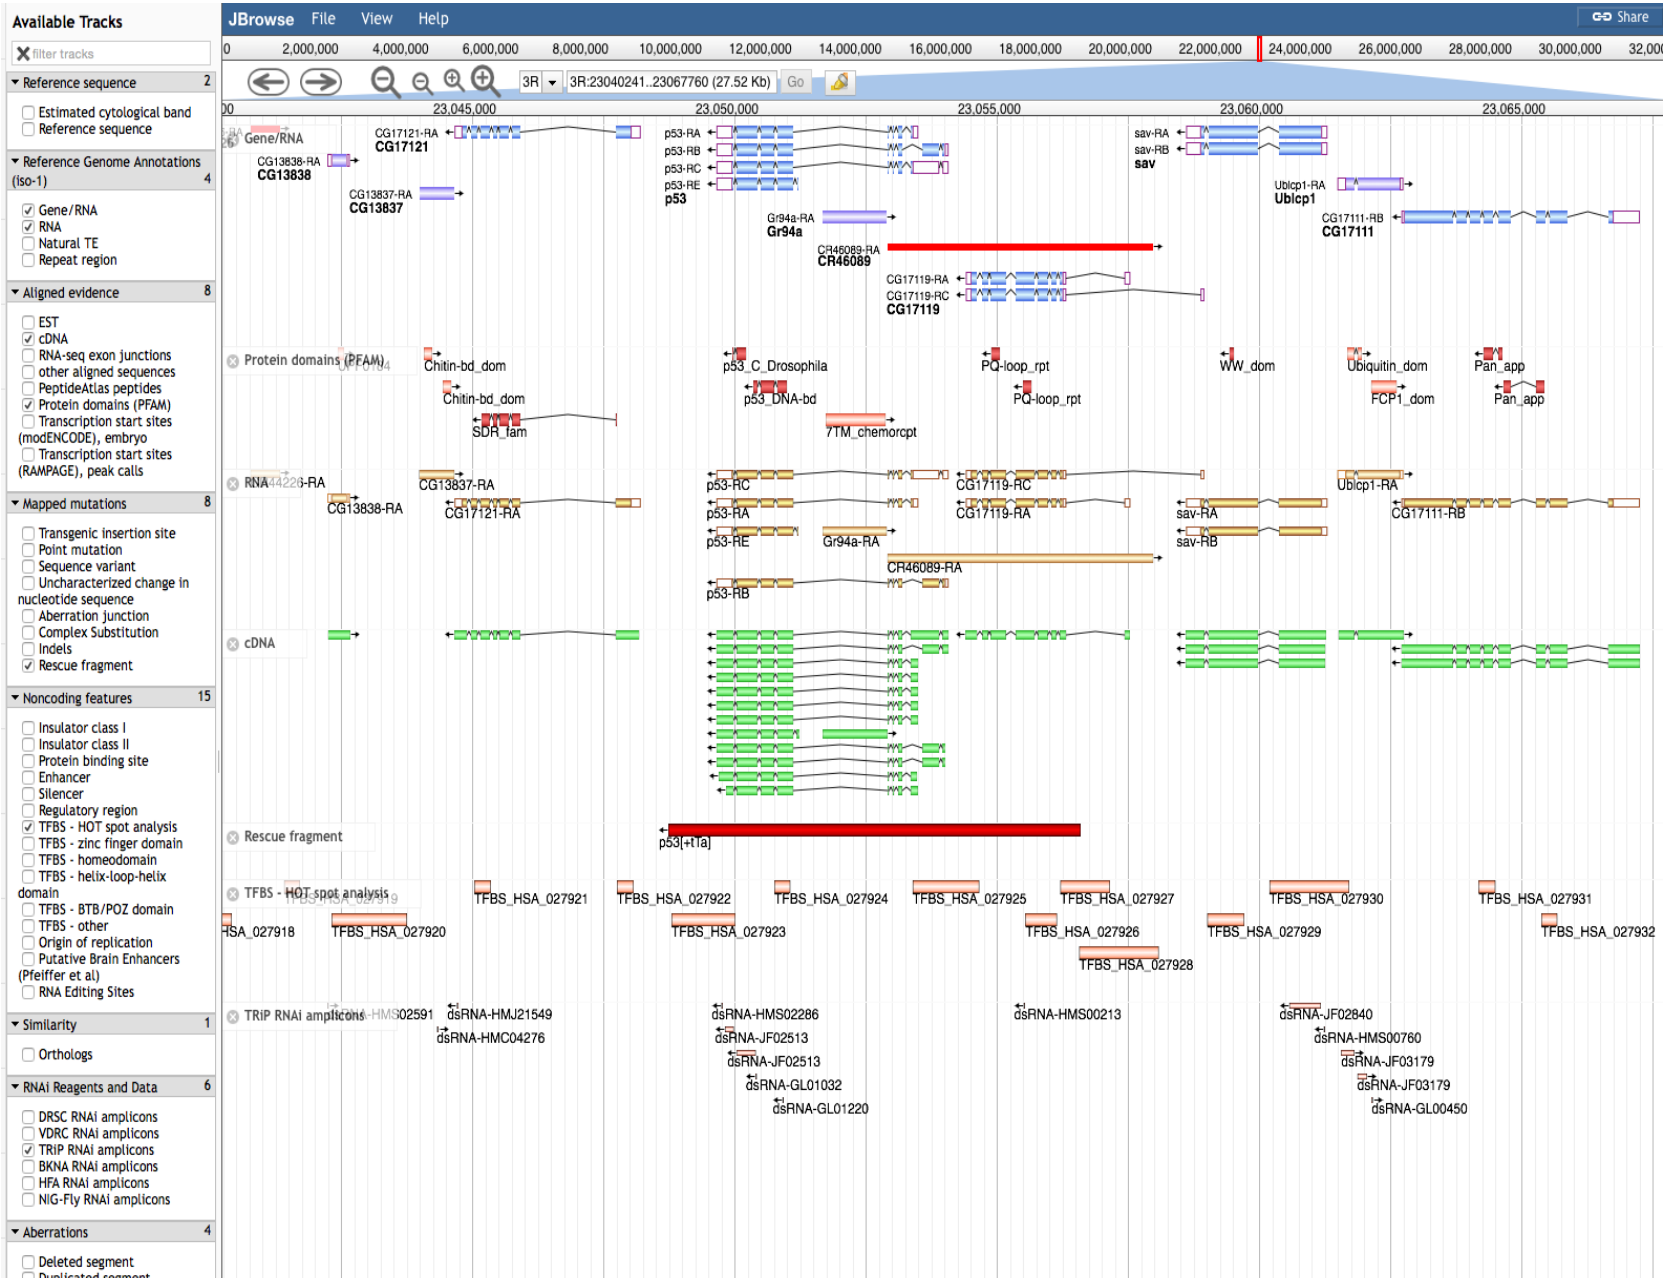 Available Tracks
filter tracks
Reference sequence 2
Estimated cytological band
Reference sequence
Reference Genome Annotations
(iso-1) 4
Gene/RNA
RNA
Natural TE
Repeat region
Aligned evidence 8
EST
cDNA
RNA-seq exon junctions
other aligned sequences
PeptideAtlas peptides
Protein domains (PFAM)
Transcription start sites
(modENCODE), embryo
Transcription start sites
(RAMPAGE), peak calls
Mapped mutations 8
Transgenic insertion site
Point mutation
Sequence variant
Uncharacterized change in
nucleotide sequence
Aberration junction
Complex Substitution
Indels
Rescue fragment
Noncoding features 15
Insulator class I
Insulator class II
Protein binding site
Enhancer
Silencer
Regulatory region
TFBS - HOT spot analysis
TFBS - zinc finger domain
TFBS - homeodomain
TFBS - helix-loop-helix
domain
TFBS - BTB/POZ domain
TFBS - other
Origin of replication
Putative Brain Enhancers
(Pfeiffer et al)
RNA Editing Sites
Similarity 1
Orthologs
RNAi Reagents and Data 6
DRSC RNAi amplicons
VDRC RNAi amplicons
TRiP RNAi amplicons
BKNA RNAi amplicons
HFA RNAi amplicons
NIG-Fly RNAi amplicons
Aberrations 4
Deleted segment
Duplicated segment
JBrowse File View Help Share
0 2,000,000 4,000,000 6,000,000 8,000,000 10,000,000 12,000,000 14,000,000 16,000,000 18,000,000 20,000,000 22,000,000 24,000,000 26,000,000 28,000,000 30,000,000 32,00
3R 3R:23040241..23067760 (27.52 Kb) Go
00 23,045,000 23,050,000 23,055,000 23,060,000 23,065,000
Gene/RNA
CG17121-RA
CG17121
CG13838-RA
CG13838
CG13837-RA
CG13837
p53-RA
p53-RB
p53-RC
p53-RE
p53
Gr94a-RA
Gr94a
CR46089-RA
CR46089
CG17119-RA
CG17119-RC
CG17119
sav-RA
sav-RB
sav
Ublcp1-RA
Ublcp1
CG17111-RB
CG17111
Protein domains (PFAM)
Chitin-bd_dom p53_C_Drosophila PQ-loop_rpt WW_dom Ubiquitin_dom Pan_app
Chitin-bd_dom p53_DNA-bd PQ-loop_rpt FCP1_dom Pan_app
SDR_fam 7TM_chemorcpt
RNA 44226-RA CG13837-RA p53-RC CG17119-RC Ublcp1-RA
CG13838-RA CG17121-RA p53-RA CG17119-RA sav-RA CG17111-RB
p53-RE Gr94a-RA sav-RB
CR46089-RA
p53-RB
cDNA
Rescue fragment
p53[+tTa]
TFBS - HOT spot analysis
TFBS_HSA_027919 TFBS_HSA_027921 TFBS_HSA_027922 TFBS_HSA_027924 TFBS_HSA_027925 TFBS_HSA_027927 TFBS_HSA_027930 TFBS_HSA_027931
HSA_027918 TFBS_HSA_027920 TFBS_HSA_027923 TFBS_HSA_027926 TFBS_HSA_027929 TFBS_HSA_027932
TFBS_HSA_027928
TRiP RNAi amplicons
dsRNA-HMS02591 dsRNA-HMJ21549 dsRNA-HMS02286 dsRNA-HMS00213 dsRNA-JF02840
dsRNA-HMC04276 dsRNA-JF02513 dsRNA-HMS00760
dsRNA-JF02513 dsRNA-JF03179
dsRNA-GL01032 dsRNA-JF03179
dsRNA-GL01220 dsRNA-GL00450